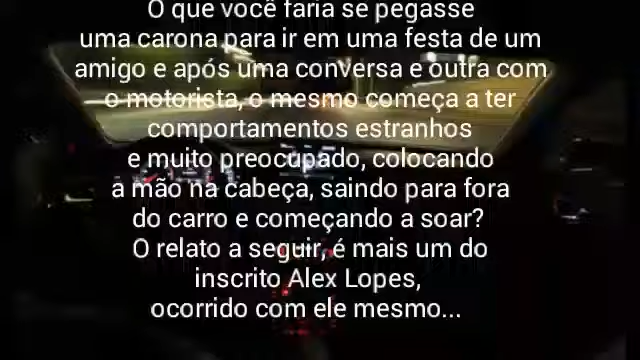 O que você faria se pegasse
uma carona para ir em uma festa de um
amigo e após uma conversa e outra com
o motorista, o mesmo começa a ter
comportamentos estranhos
e muito preocupado, colocando
a mão na cabeça, saindo para fora
do carro e começando a soar?
O relato a seguir, é mais um do
inscrito Alex Lopes,
ocorrido com ele mesmo...